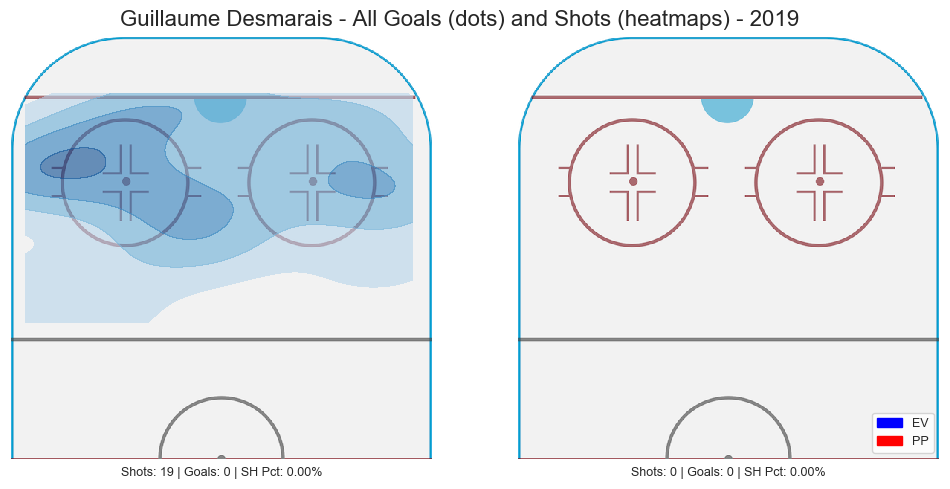 Guillaume Desmarais - All Goals (dots) and Shots (heatmaps) - 2019
EV
PP
Shots: 19 | Goals: 0 | SH Pct: 0.00%
Shots: 0 | Goals: 0 | SH Pct: 0.00%